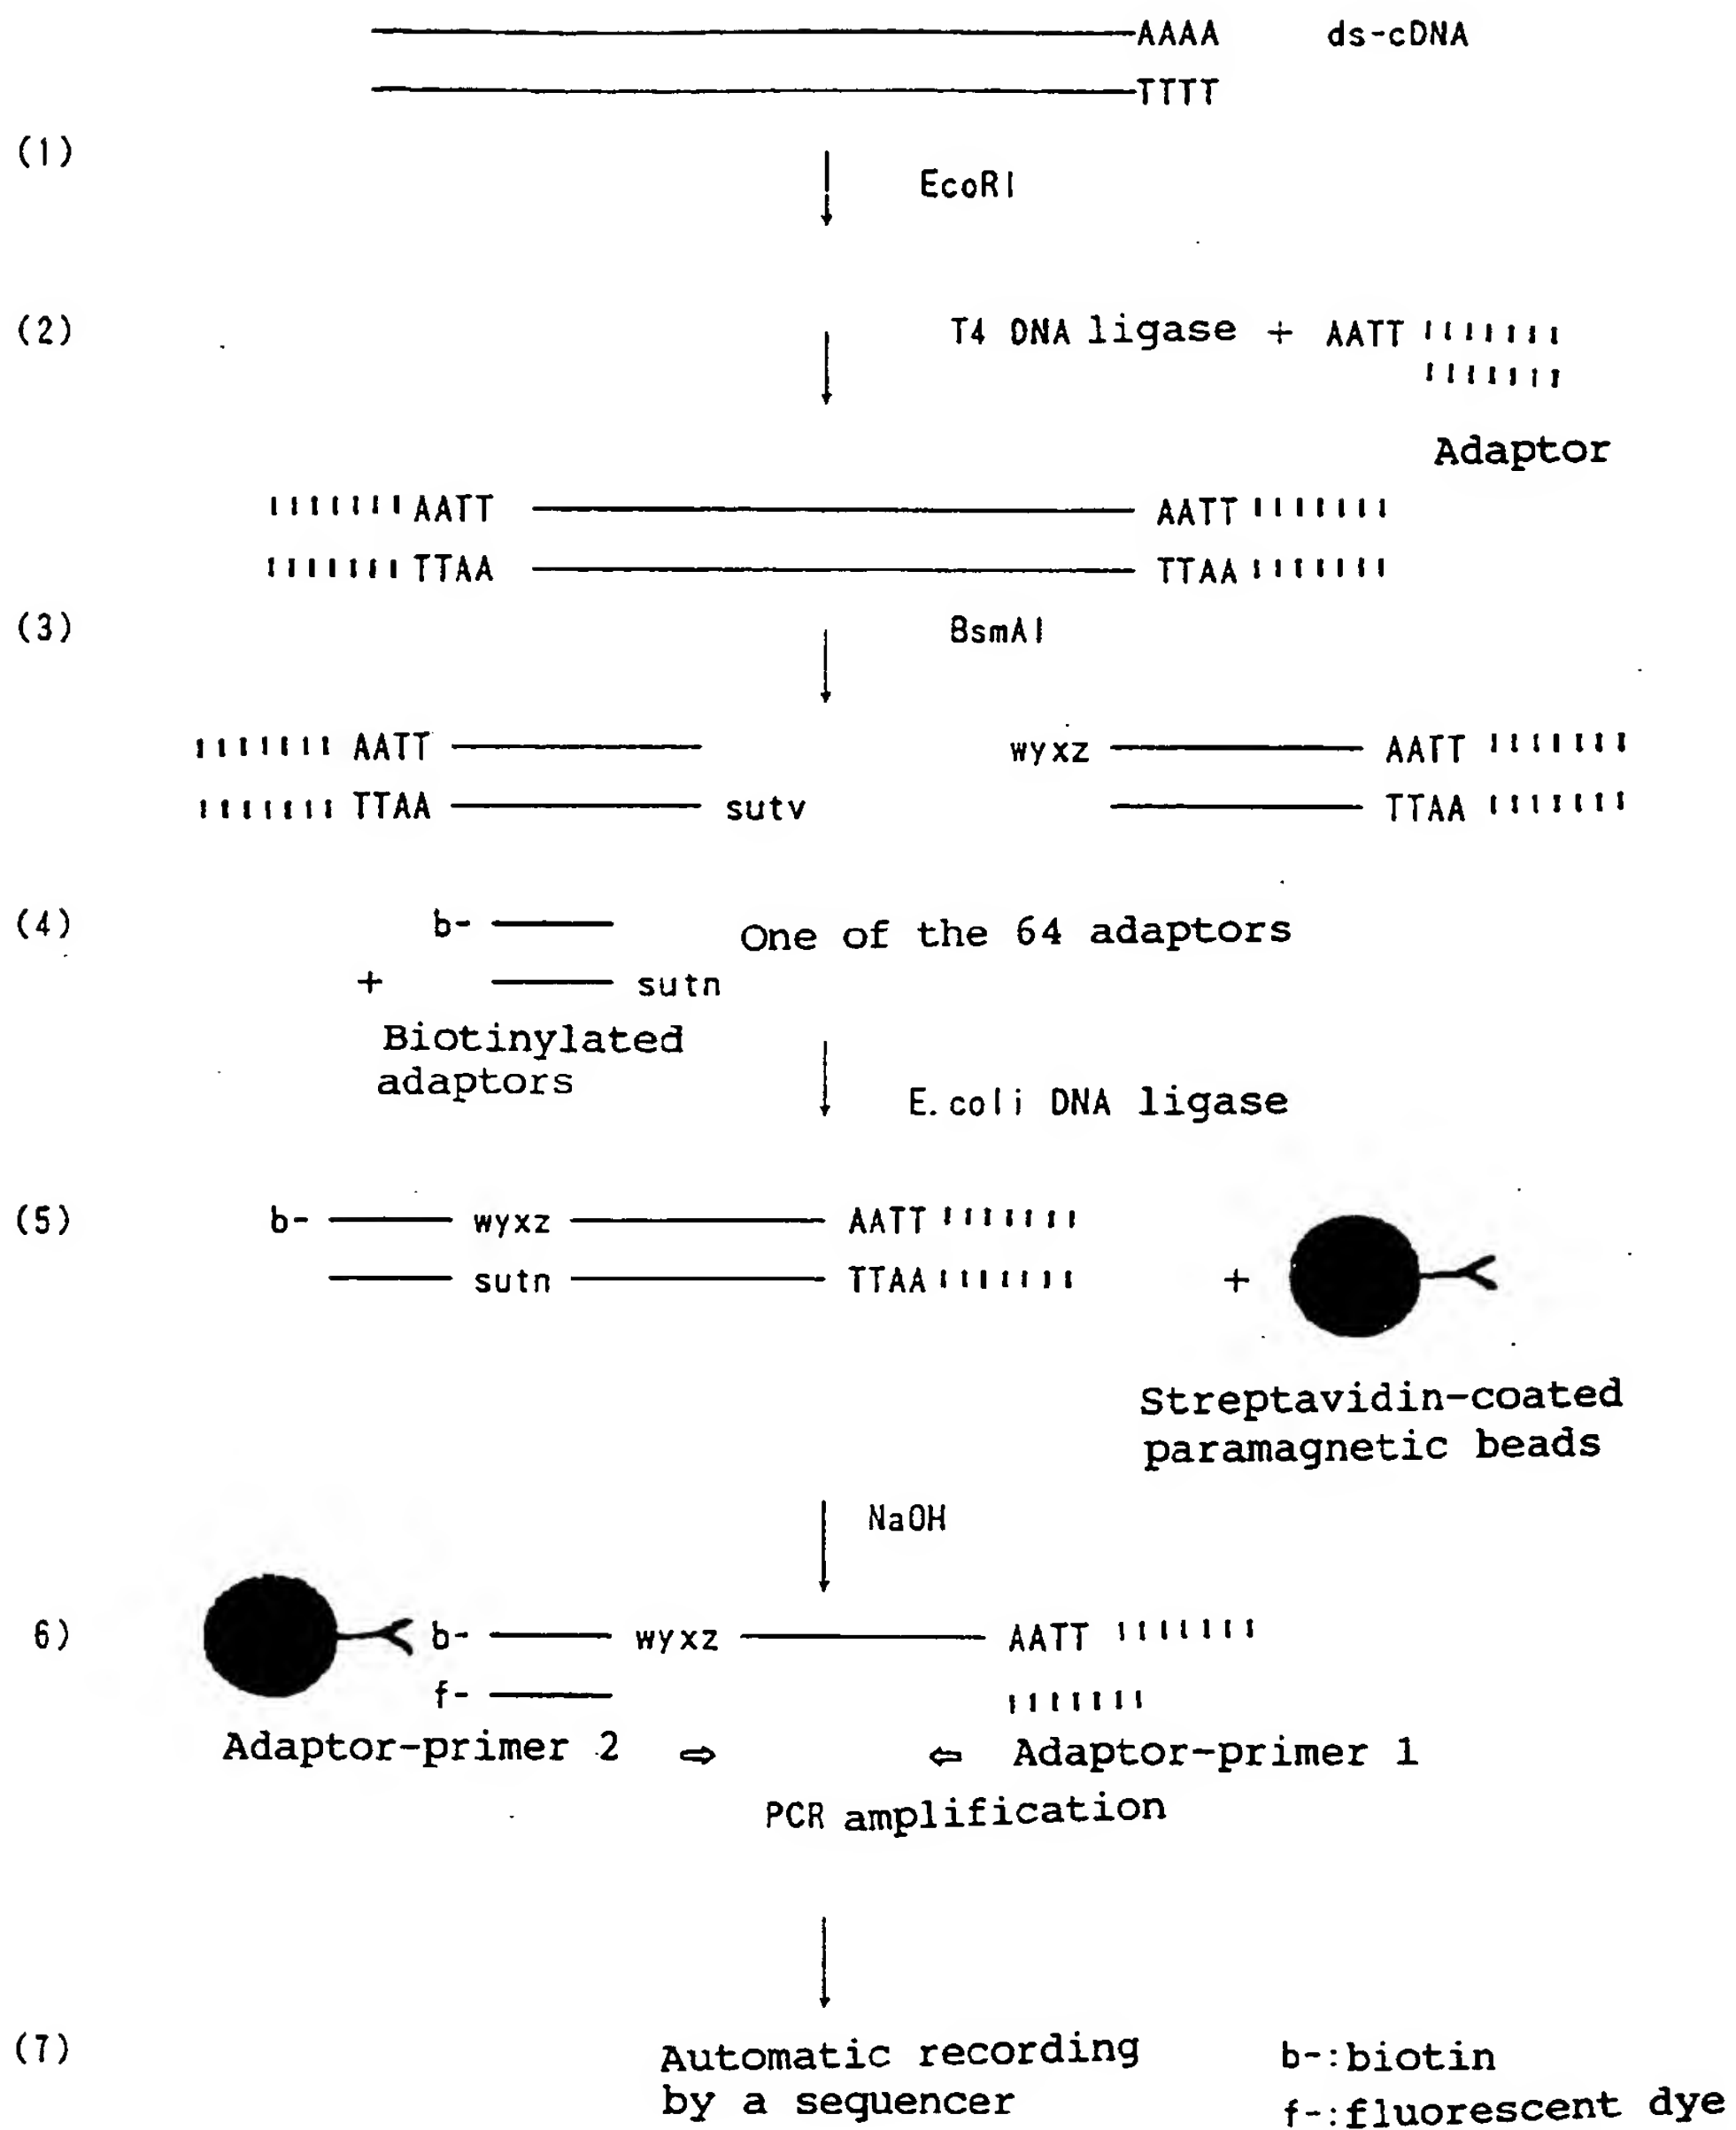 AAAA ds-cDNA
TTTT
(1)
EcoRI
(2) T4 DNA ligase + AATT
Adaptor
AATT AATT
TTAA TTAA
(3) BsmAI
AATT wyxz AATT
TTAA sutv TTAA
(4) b- One of the 64 adaptors
+ sutn
Biotinylated
adaptors
E.coli DNA ligase
(5) b- wyxz AATT
sutn TTAA +
Streptavidin-coated
paramagnetic beads
NaOH
6) b- wyxz AATT
f-
Adaptor-primer 2 ⇨ ⇦ Adaptor-primer 1
PCR amplification
(7) Automatic recording b-:biotin
by a sequencer f-:fluorescent dye